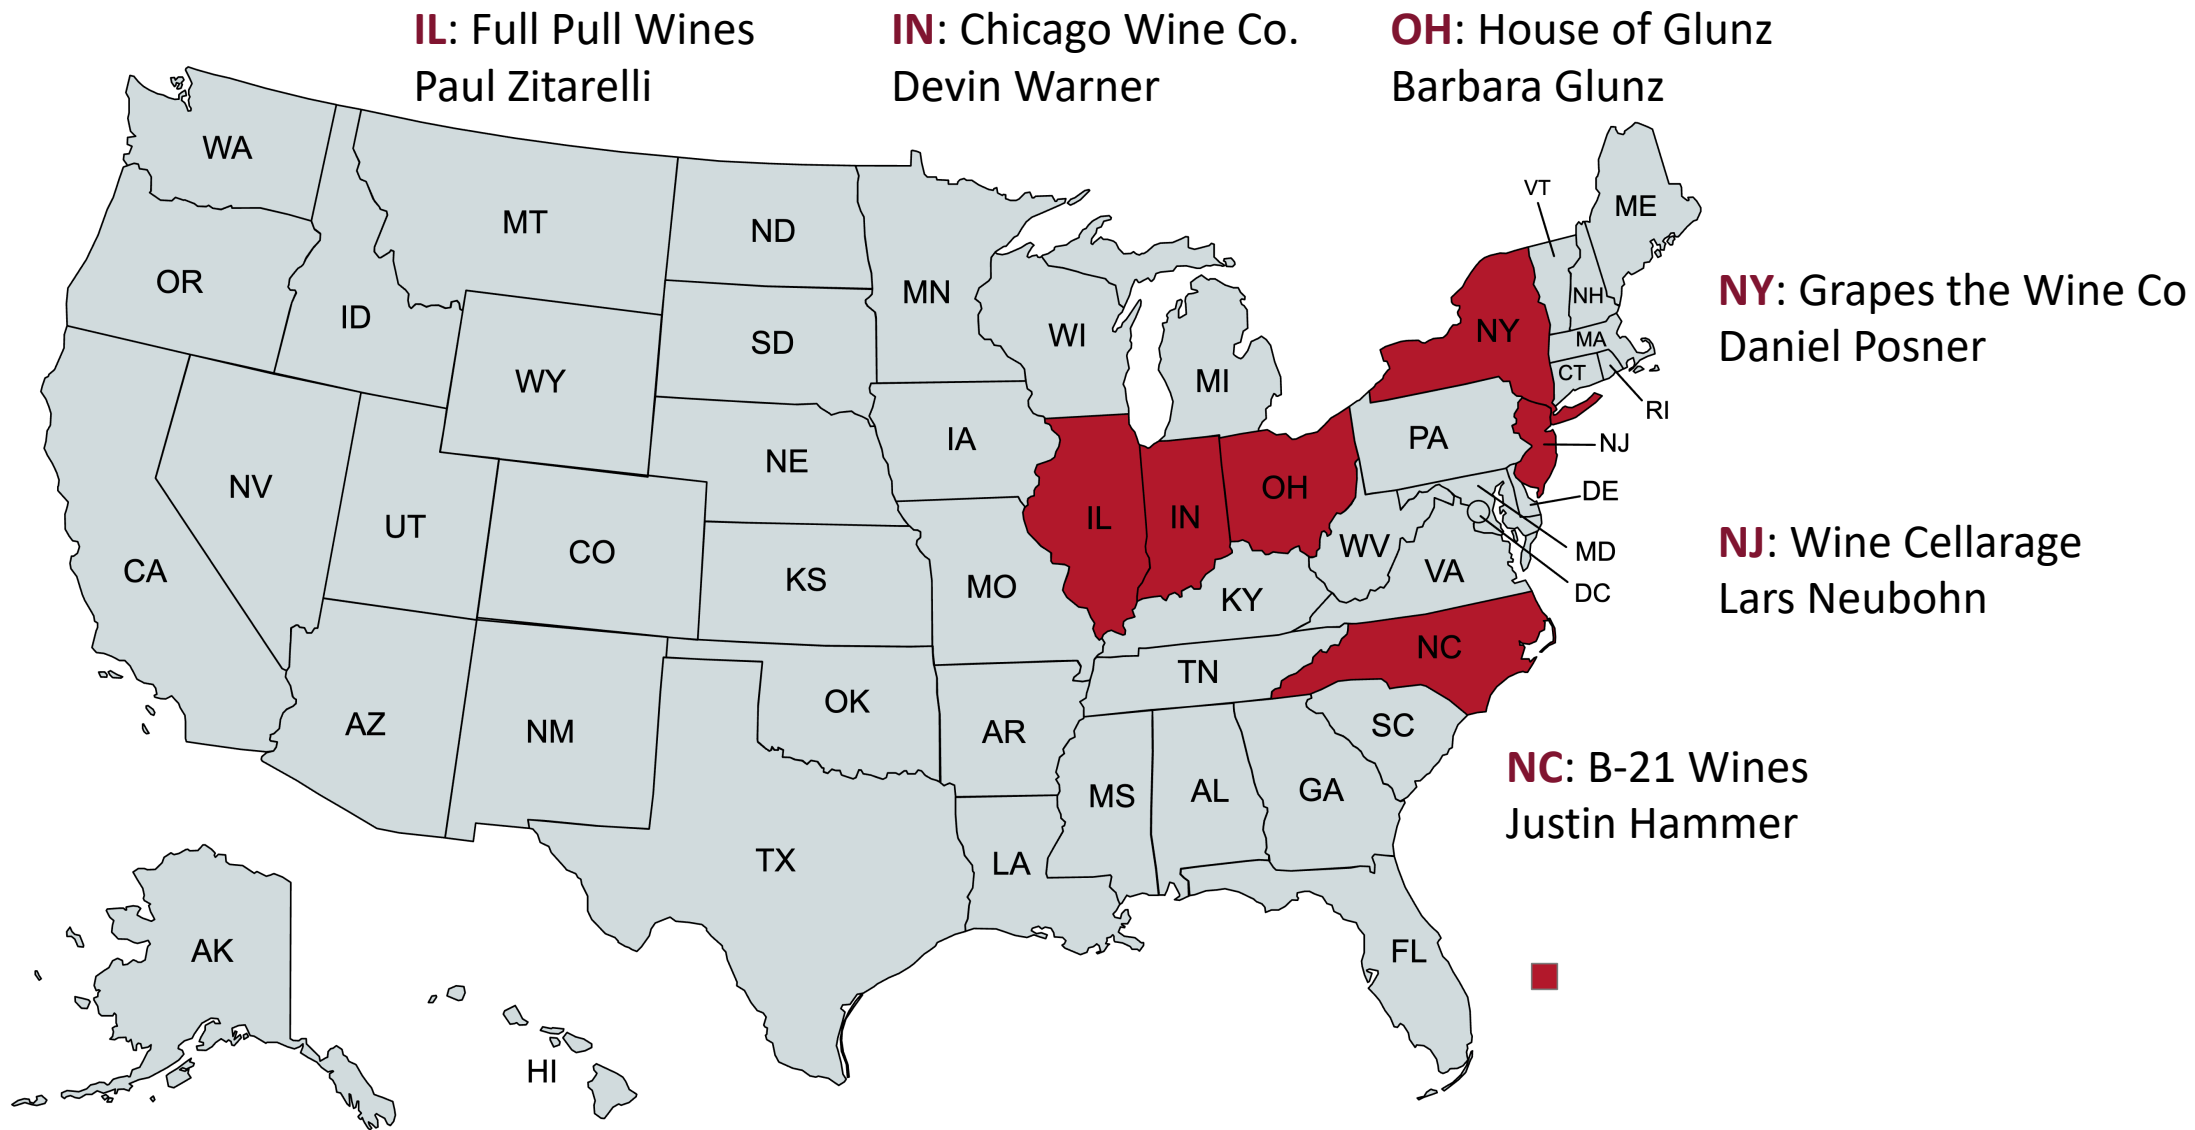 IL: Full Pull Wines
Paul Zitarelli
IN: Chicago Wine Co.
Devin Warner
OH: House of Glunz
Barbara Glunz
NY: Grapes the Wine Co
Daniel Posner
NJ: Wine Cellarage
Lars Neubohn
NC: B-21 Wines
Justin Hammer
WA
OR
CA
ID
NV
MT
WY
UT
AZ
CO
NM
ND
SD
NE
KS
OK
TX
MN
IA
MO
AR
LA
WI
IL
MI
IN
OH
KY
TN
MS
AL
GA
FL
SC
NC
VA
WV
PA
NY
VT
NH
ME
MA
CT
RI
NJ
DE
MD
DC
AK
HI